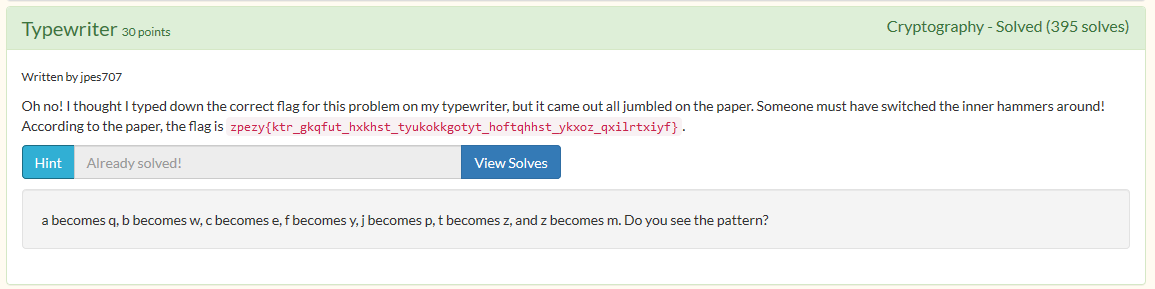 Typewriter 30 points Cryptography - Solved (395 solves)
Written by jpes707
Oh no! I thought I typed down the correct flag for this problem on my typewriter, but it came out all jumbled on the paper. Someone must have switched the inner hammers around!
According to the paper, the flag is zpezy{ktr_gkqfut_hxkhst_tyukokkgotyt_hoftqhhst_ykxoz_qxilrtxiyf} .
Hint Already solved! View Solves
a becomes q, b becomes w, c becomes e, f becomes y, j becomes p, t becomes z, and z becomes m. Do you see the pattern?